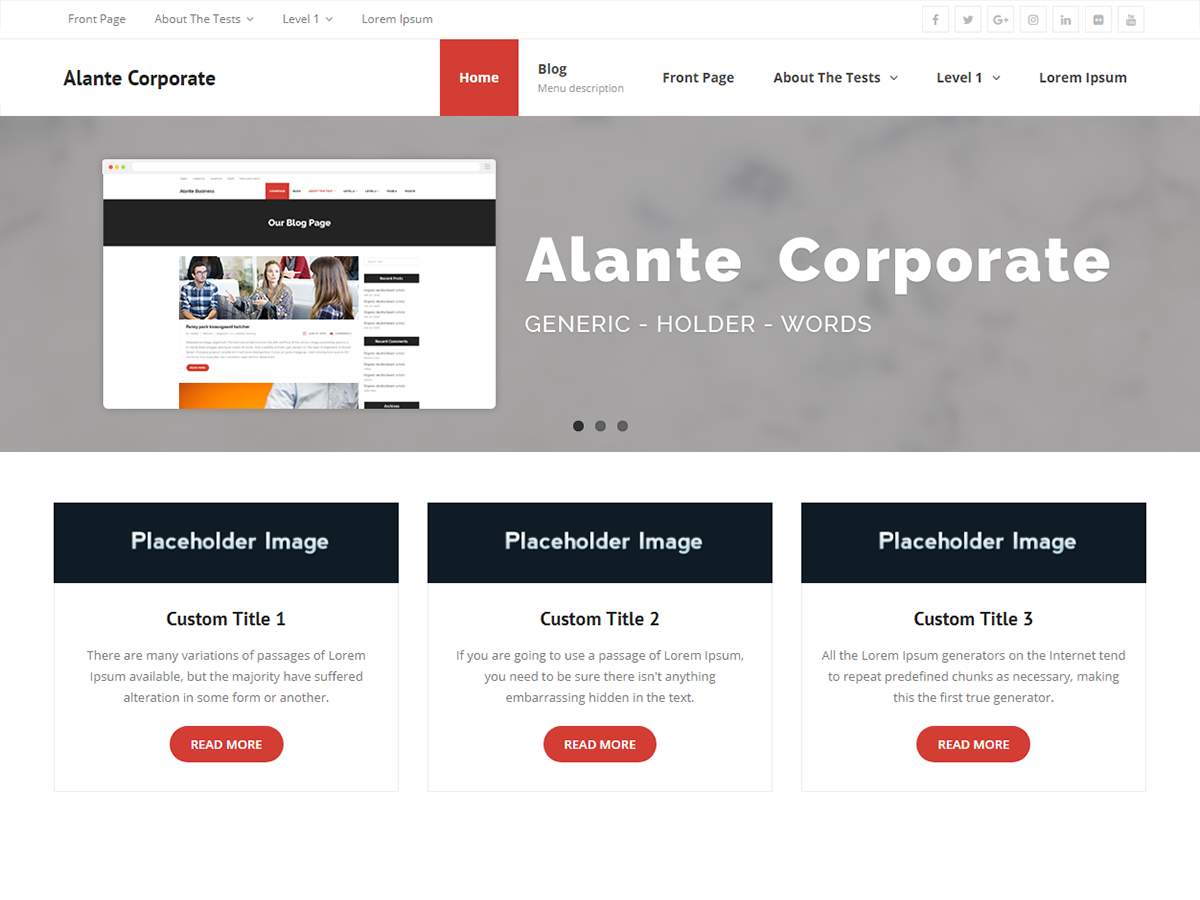 Front Page About The Tests Level 1 Lorem Ipsum
Alante Corporate
Home
Blog
Menu description
Front Page About The Tests Level 1 Lorem Ipsum
Alante Business
Our Blog Page
Recent Posts
Fanny pack knausgaard butcher
Recent Comments
READ MORE
Archives
Alante Corporate
GENERIC - HOLDER - WORDS
Placeholder Image
Custom Title 1
There are many variations of passages of Lorem
Ipsum available, but the majority have suffered
alteration in some form or another.
READ MORE
Placeholder Image
Custom Title 2
If you are going to use a passage of Lorem Ipsum,
you need to be sure there isn't anything
embarrassing hidden in the text.
READ MORE
Placeholder Image
Custom Title 3
All the Lorem Ipsum generators on the Internet tend
to repeat predefined chunks as necessary, making
this the first true generator.
READ MORE